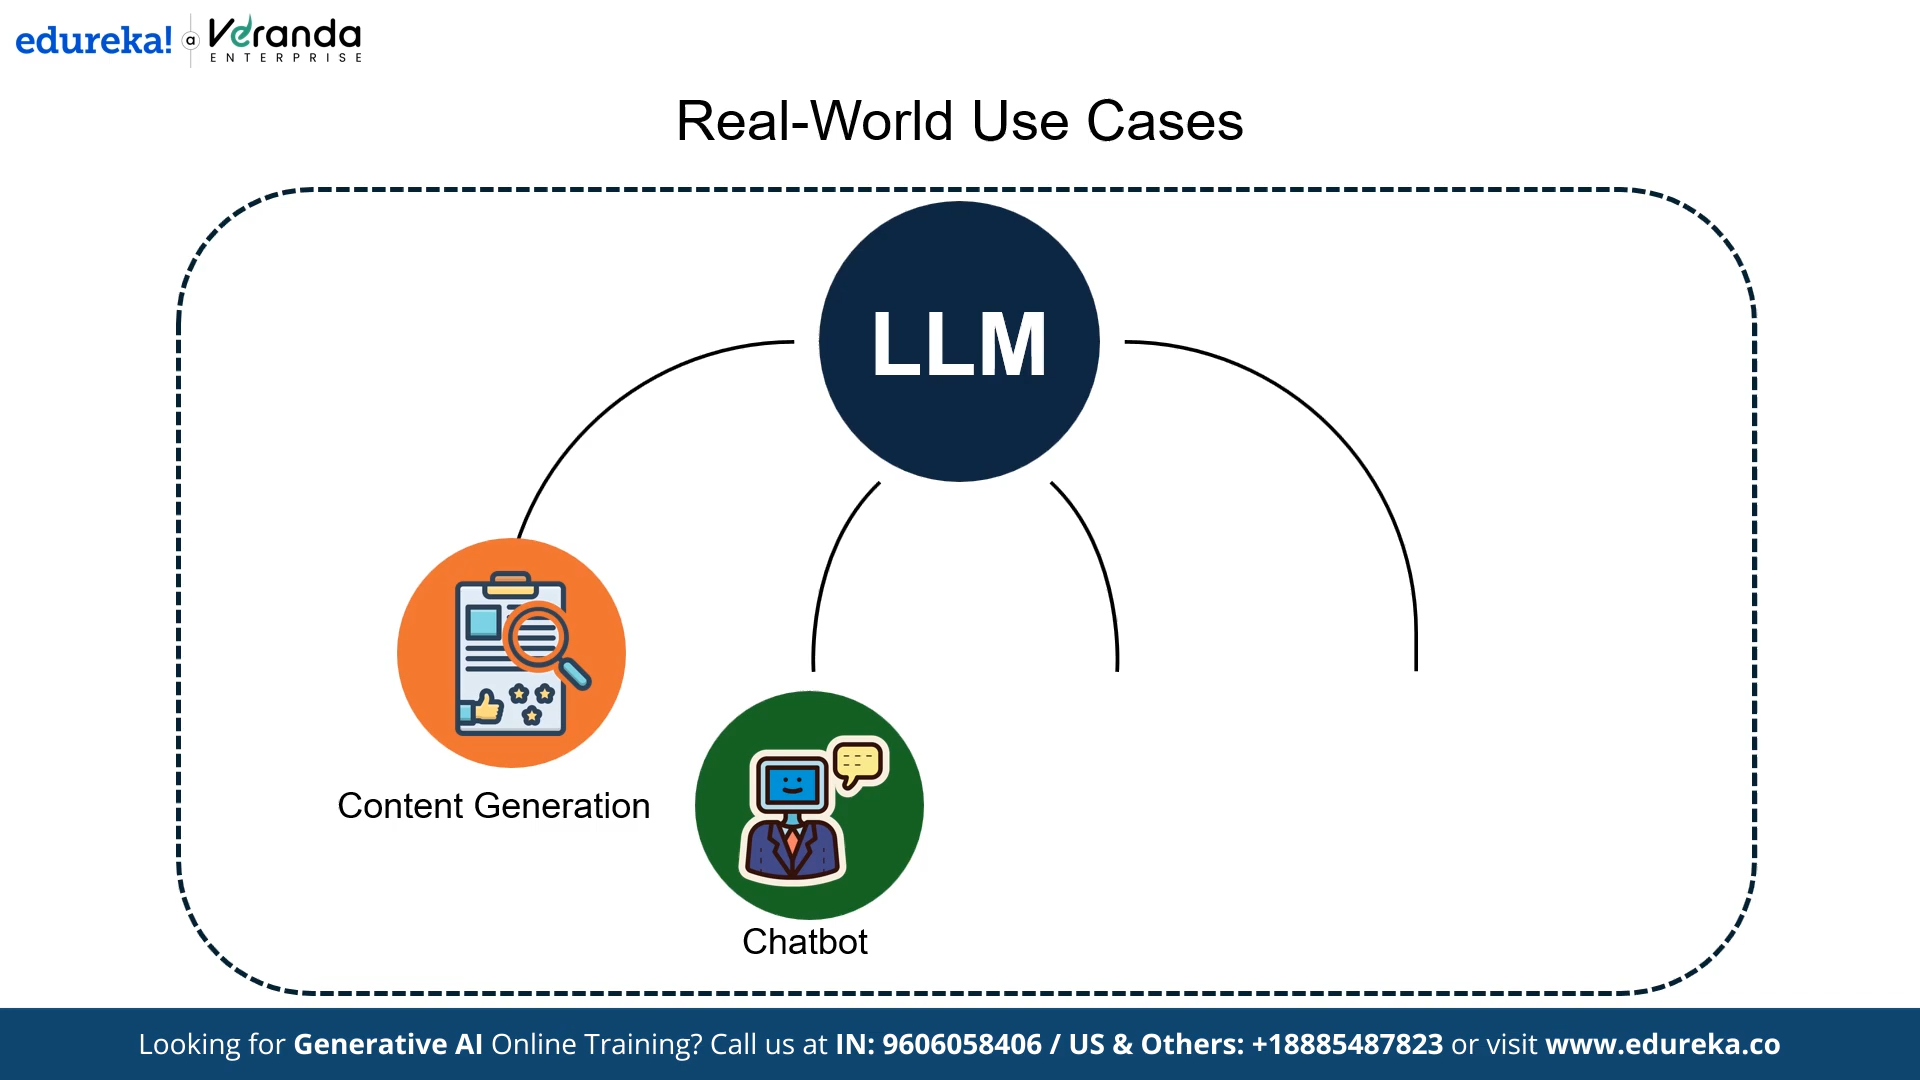 edureka! a Veranda
ENTERPRISE
Real-World Use Cases
LLM
Content Generation
Chatbot
Looking for Generative AI Online Training? Call us at IN: 9606058406 / US & Others: +18885487823 or visit www.edureka.co